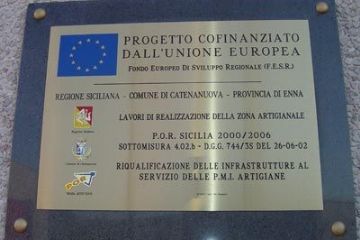 PROGETTO COFINANZIATO
DALL'UNIONE EUROPEA
FONDO EUROPEO DI SVILUPPO REGIONALE (F.E.S.R.)
REGIONE SICILIANA - COMUNE DI CATENANUOVA - PROVINCIA DI ENNA
LAVORI DI REALIZZAZIONE DELLA ZONA ARTIGIANALE
Regione Siciliana
P.O.R. SICILIA 2000/2006
SOTTOMISURA 4.02.b - D.G.G. 744/3S DEL 26-06-02
P.O.R.
RIQUALIFICAZIONE DELLE INFRASTRUTTURE AL
SERVIZIO DELLE P.M.I. ARTIGIANE